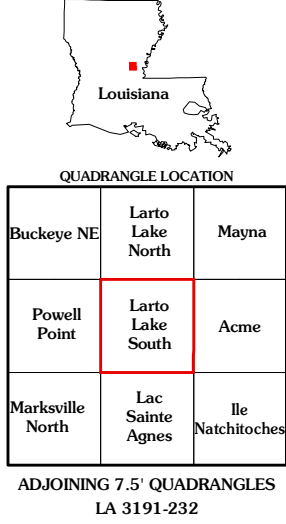 Louisiana
QUADRANGLE LOCATION
Buckeye NE
Larto
Lake
North
Mayna
Powell
Point
Larto
Lake
South
Acme
Marksville
North
Lac
Sainte
Agnes
Ile
Natchitoches
ADJOINING 7.5' QUADRANGLES
LA 3191-232